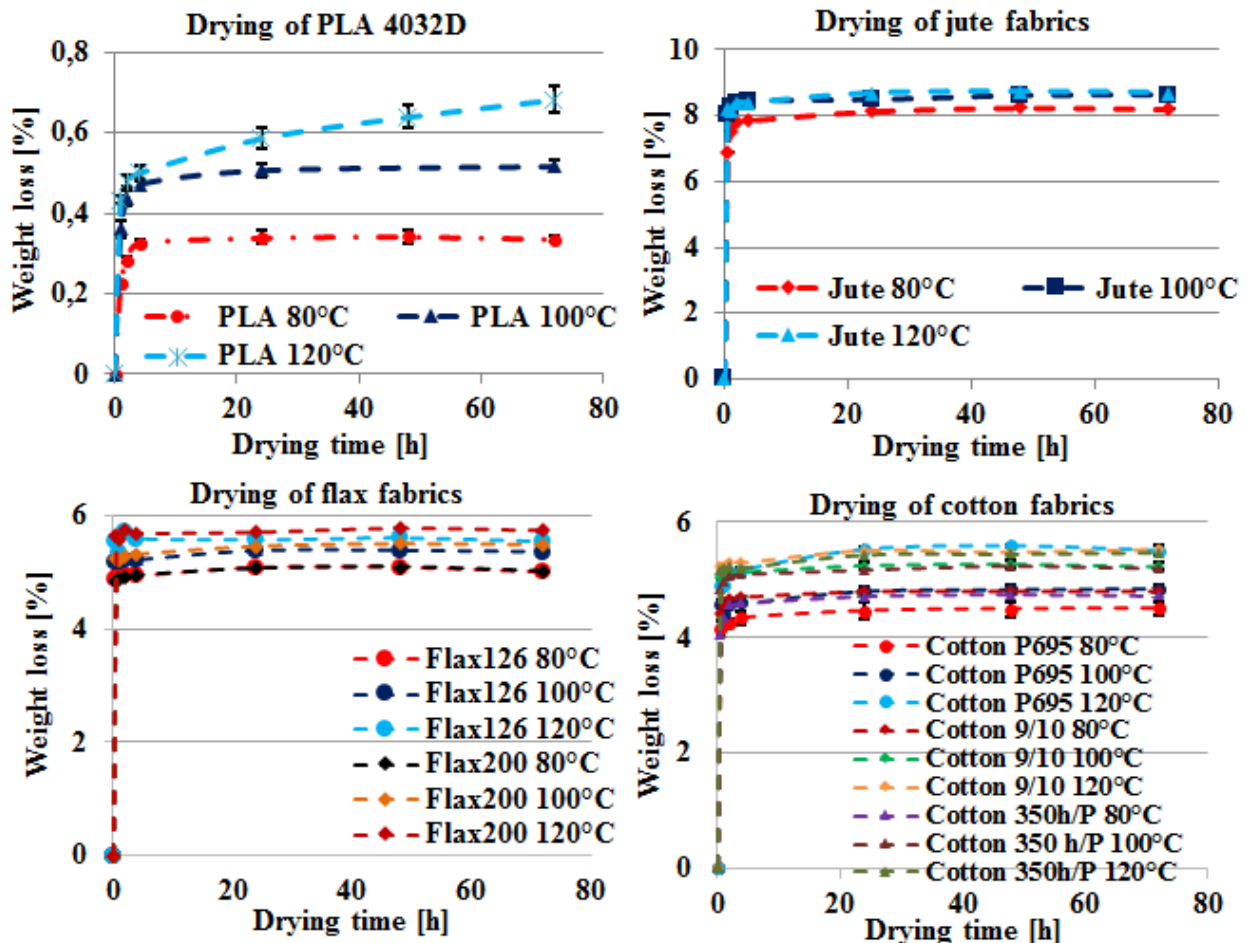 Drying of PLA 4032D
0,8
0,6
0,4
0,2
0
Weight loss [%]
PLA 80°C PLA 100°C
PLA 120°C
0 20 40 60 80
Drying time [h]
Drying of jute fabrics
10
8
6
4
2
0
Weight loss [%]
Jute 80°C Jute 100°C
Jute 120°C
0 20 40 60 80
Drying time [h]
Drying of flax fabrics
6
4
2
0
Weight loss [%]
Flax126 80°C
Flax126 100°C
Flax126 120°C
Flax200 80°C
Flax200 100°C
Flax200 120°C
0 20 40 60 80
Drying time [h]
Drying of cotton fabrics
6
4
2
0
Weight loss [%]
Cotton P695 80°C
Cotton P695 100°C
Cotton P695 120°C
Cotton 9/10 80°C
Cotton 9/10 100°C
Cotton 9/10 120°C
Cotton 350h/P 80°C
Cotton 350 h/P 100°C
Cotton 350h/P 120°C
0 20 40 60 80
Drying time [h]